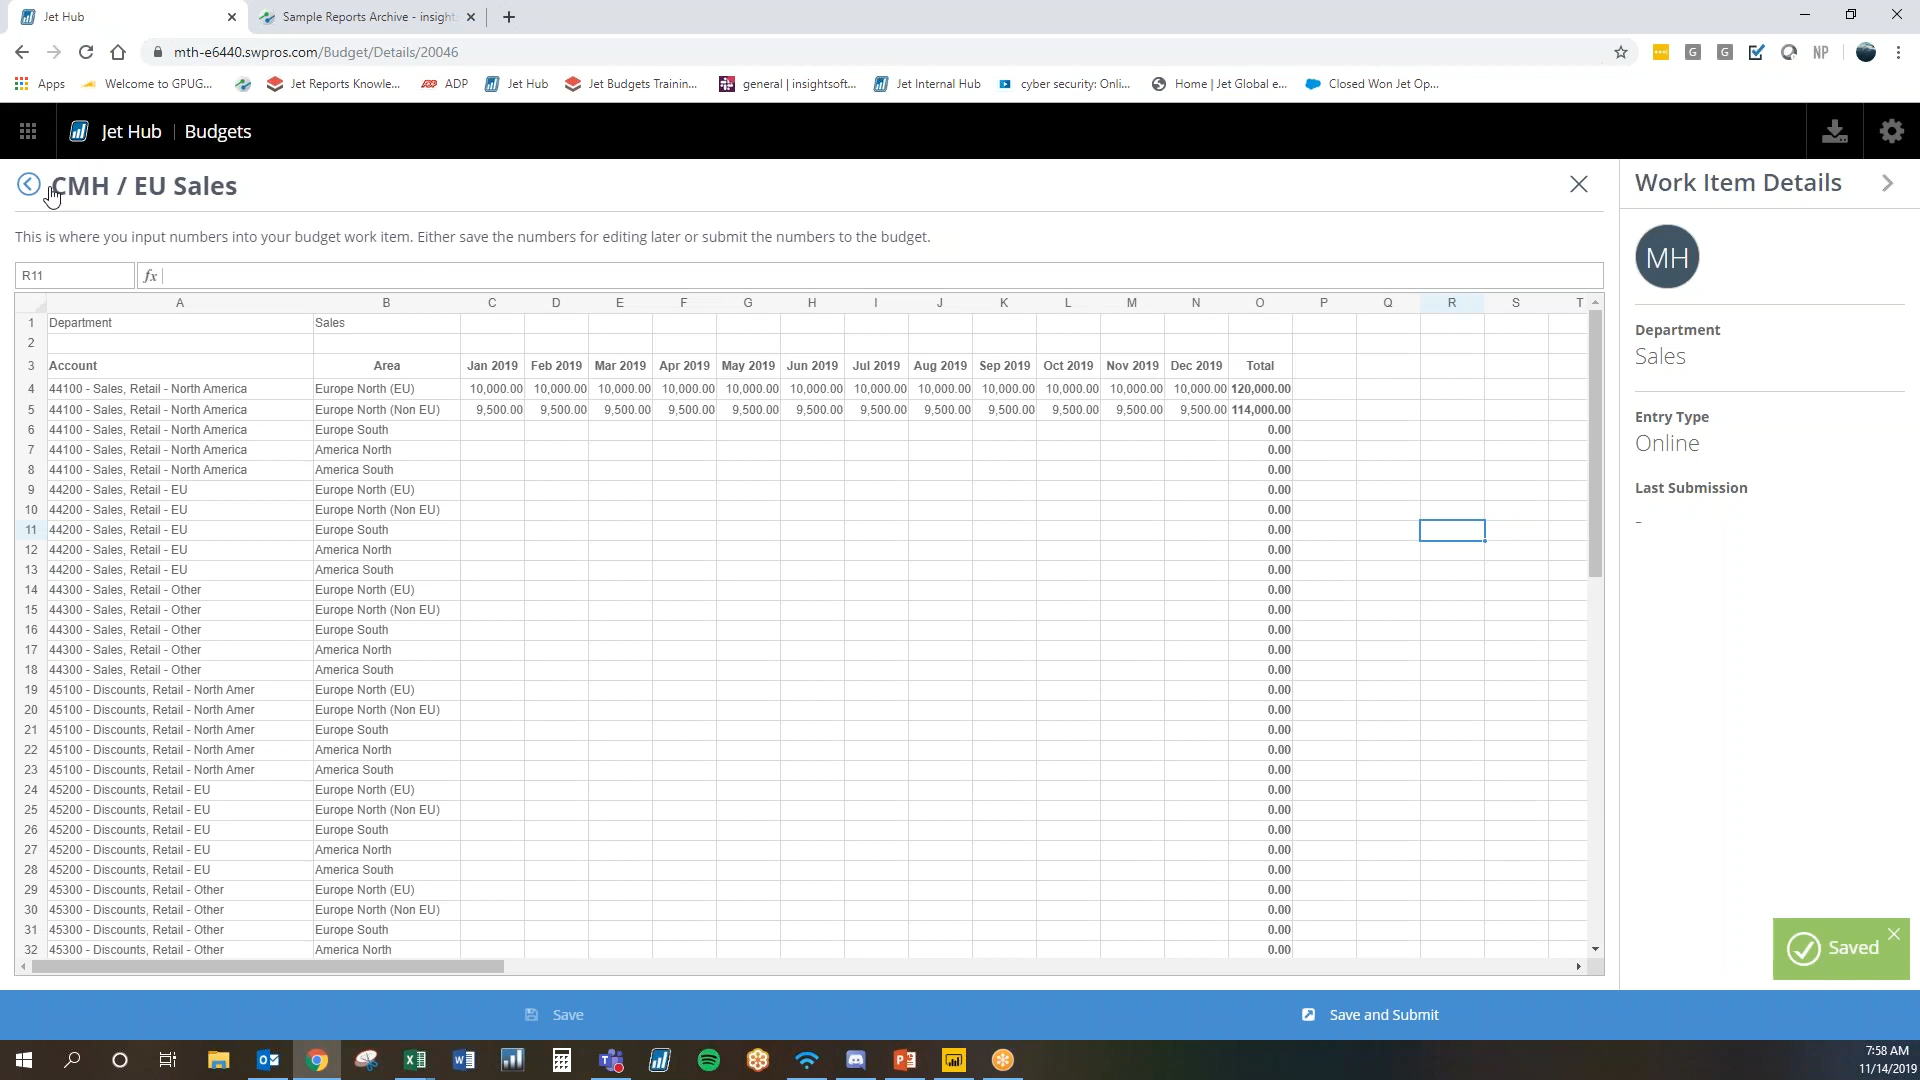 Jet Hub
Sample Reports Archive - insight
mth-e6440.swpros.com/Budget/Details/20046
NP
Apps
Welcome to GPUG...
Jet Reports Knowle...
ADP
Jet Hub
Jet Budgets Trainin...
general | insightsoft...
Jet Internal Hub
cyber security: Onli...
Home | Jet Global e...
Closed Won Jet Op...
Jet Hub | Budgets
CMH / EU Sales
Work Item Details
This is where you input numbers into your budget work item. Either save the numbers for editing later or submit the numbers to the budget.
MH
R11 fx
A B C D E F G H I J K L M N O P Q R S T
1 Department Sales
2
3 Account Area Jan 2019 Feb 2019 Mar 2019 Apr 2019 May 2019 Jun 2019 Jul 2019 Aug 2019 Sep 2019 Oct 2019 Nov 2019 Dec 2019 Total
4 44100 - Sales, Retail - North America Europe North (EU) 10,000.00 10,000.00 10,000.00 10,000.00 10,000.00 10,000.00 10,000.00 10,000.00 10,000.00 10,000.00 10,000.00 10,000.00 120,000.00
5 44100 - Sales, Retail - North America Europe North (Non EU) 9,500.00 9,500.00 9,500.00 9,500.00 9,500.00 9,500.00 9,500.00 9,500.00 9,500.00 9,500.00 9,500.00 9,500.00 114,000.00
6 44100 - Sales, Retail - North America Europe South 0.00
7 44100 - Sales, Retail - North America America North 0.00
8 44100 - Sales, Retail - North America America South 0.00
9 44200 - Sales, Retail - EU Europe North (EU) 0.00
10 44200 - Sales, Retail - EU Europe North (Non EU) 0.00
11 44200 - Sales, Retail - EU Europe South 0.00
12 44200 - Sales, Retail - EU America North 0.00
13 44200 - Sales, Retail - EU America South 0.00
14 44300 - Sales, Retail - Other Europe North (EU) 0.00
15 44300 - Sales, Retail - Other Europe North (Non EU) 0.00
16 44300 - Sales, Retail - Other Europe South 0.00
17 44300 - Sales, Retail - Other America North 0.00
18 44300 - Sales, Retail - Other America South 0.00
19 45100 - Discounts, Retail - North Amer Europe North (EU) 0.00
20 45100 - Discounts, Retail - North Amer Europe North (Non EU) 0.00
21 45100 - Discounts, Retail - North Amer Europe South 0.00
22 45100 - Discounts, Retail - North Amer America North 0.00
23 45100 - Discounts, Retail - North Amer America South 0.00
24 45200 - Discounts, Retail - EU Europe North (EU) 0.00
25 45200 - Discounts, Retail - EU Europe North (Non EU) 0.00
26 45200 - Discounts, Retail - EU Europe South 0.00
27 45200 - Discounts, Retail - EU America North 0.00
28 45200 - Discounts, Retail - EU America South 0.00
29 45300 - Discounts, Retail - Other Europe North (EU) 0.00
30 45300 - Discounts, Retail - Other Europe North (Non EU) 0.00
31 45300 - Discounts, Retail - Other Europe South 0.00
32 45300 - Discounts, Retail - Other America North 0.00
Department
Sales
Entry Type
Online
Last Submission
-
Saved
Save
Save and Submit
7:58 AM
11/14/2019